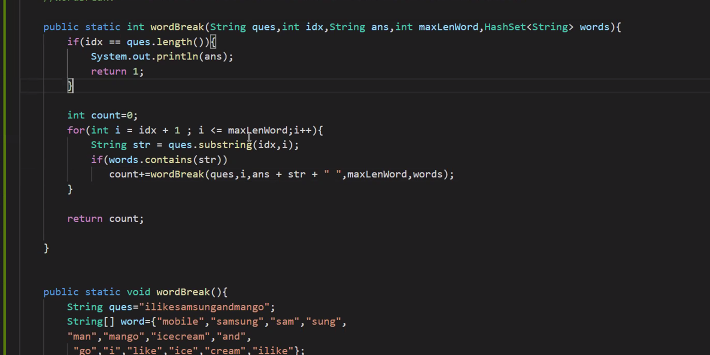 public static int wordBreak(String ques,int idx,String ans,int maxLenWord,HashSet<String> words){
if(idx == ques.length()){
System.out.println(ans);
return 1;
}
int count=0;
for(int i = idx + 1 ; i <= maxLenWord;i++){
String str = ques.substring(idx,i);
if(words.contains(str))
count+=wordBreak(ques,i,ans + str + " ",maxLenWord,words);
}
return count;
}
public static void wordBreak(){
String ques="ilikesamsungandmango";
String[] word={"mobile","samsung","sam","sung",
"man","mango","icecream","and",
"go","i","like","ice","cream","ilike"};